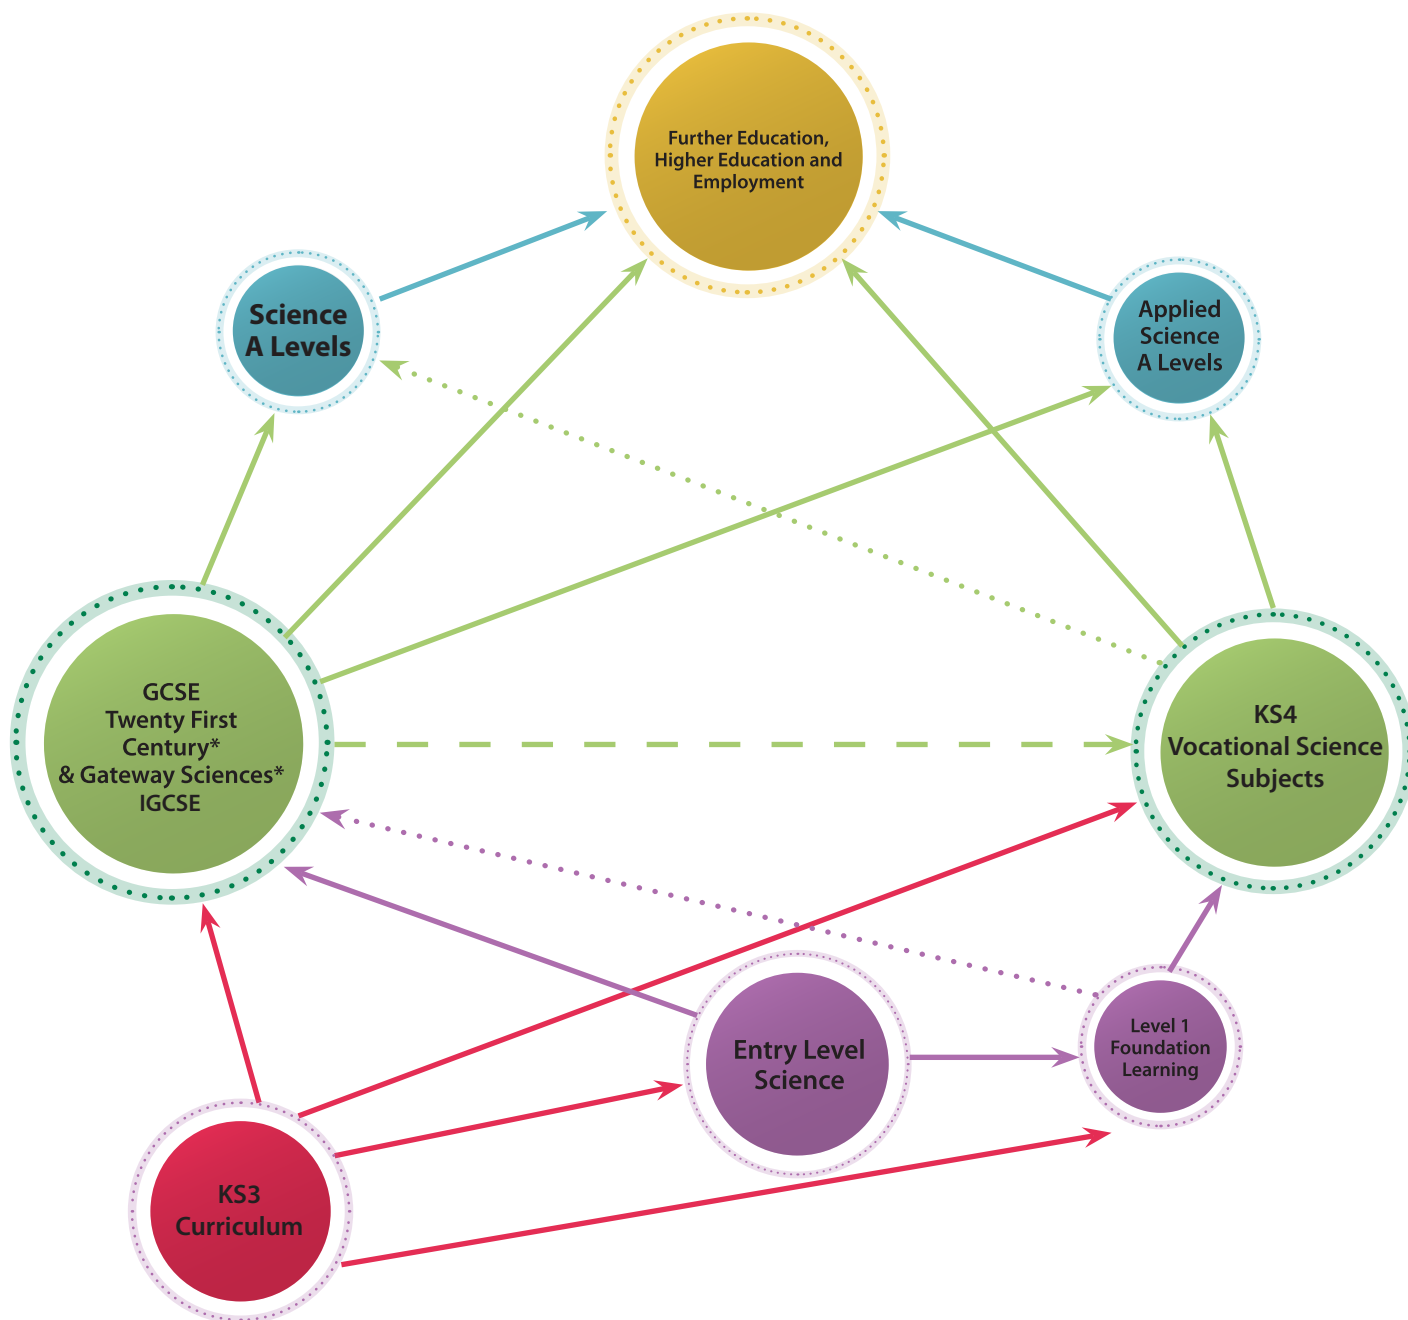 Further Education,
Higher Education and
Employment
Science
A Levels
Applied
Science
A Levels
GCSE
Twenty First
Century*
& Gateway Sciences*
IGCSE
KS4
Vocational Science
Subjects
Entry Level
Science
Level 1
Foundation
Learning
KS3
Curriculum